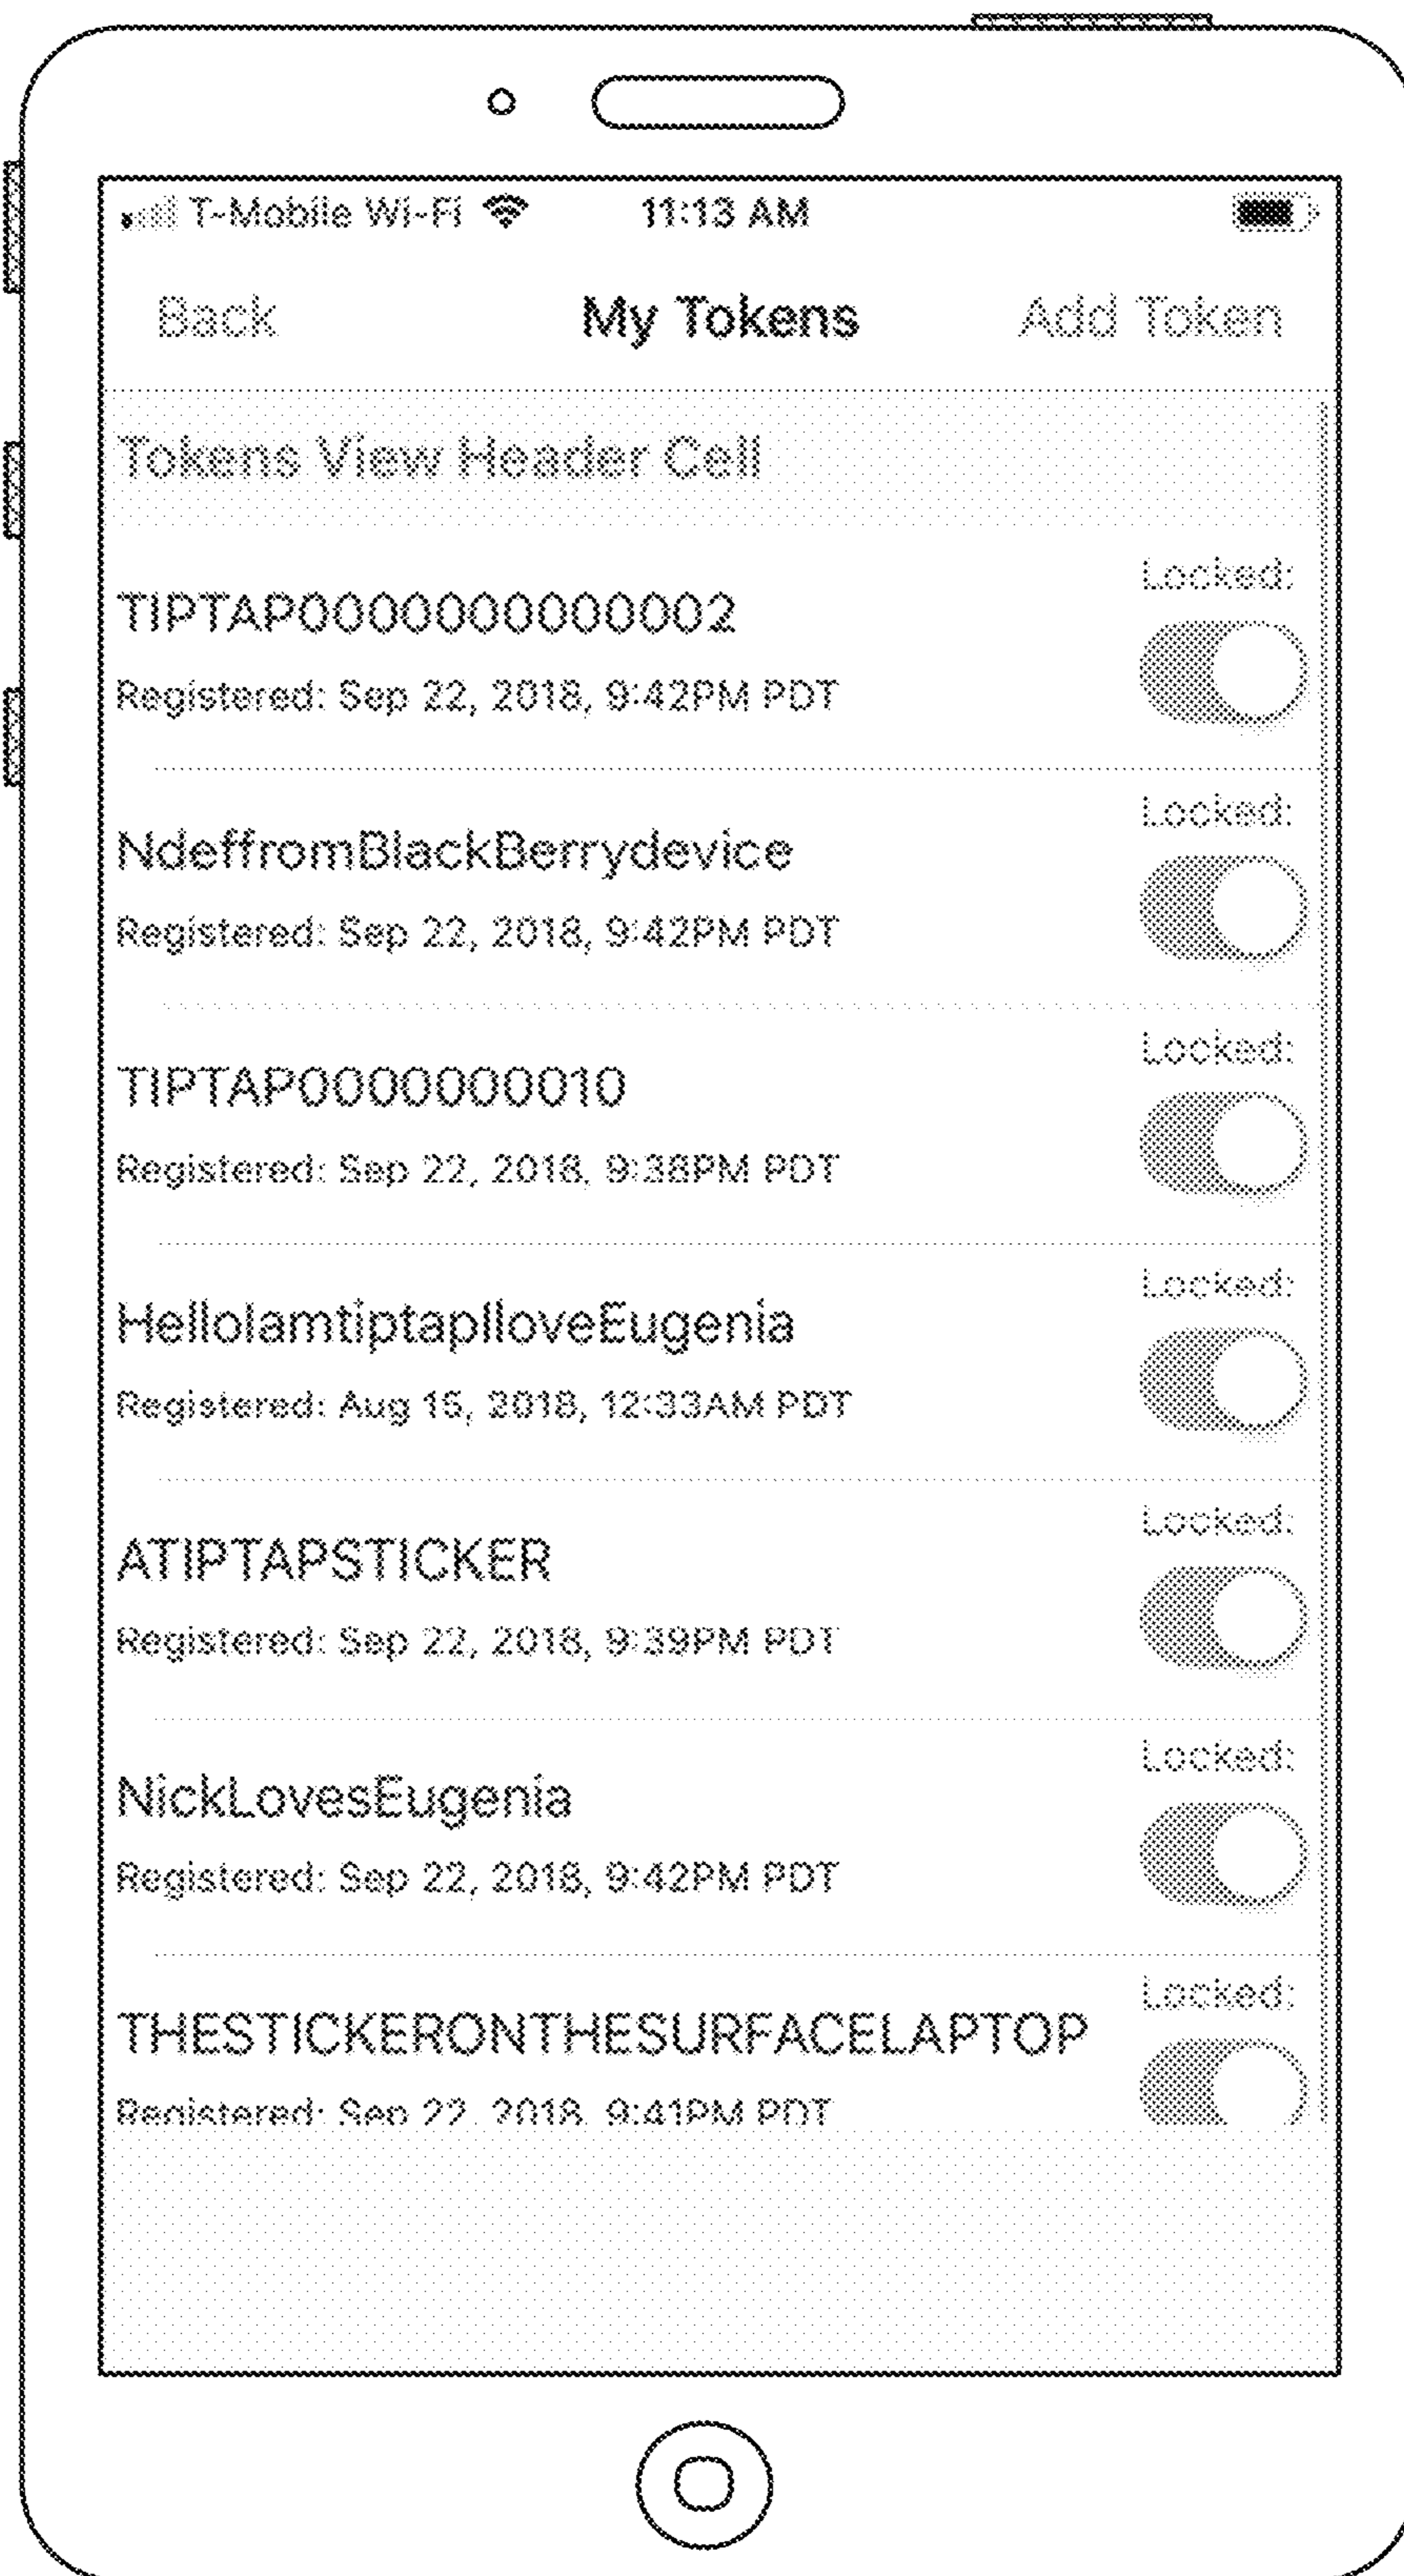 T-Mobile Wi-Fi 11:13 AM
Back My Tokens Add Token
Tokens View Header Cell
Locked:
TIPTAP0000000000002
Registered: Sep 22, 2018, 9:42PM PDT
Locked:
NdeffromBlackBerrydevice
Registered: Sep 22, 2018, 9:42PM PDT
Locked:
TIPTAP0000000010
Registered: Sep 22, 2018, 9:38PM PDT
Locked:
HelloIamtiptapIloveEugenia
Registered: Aug 15, 2018, 12:33AM PDT
Locked:
ATIPTAPSTICKER
Registered: Sep 22, 2018, 9:39PM PDT
Locked:
NickLovesEugenia
Registered: Sep 22, 2018, 9:42PM PDT
Locked:
THESTICKERONTHESURFACELAPTOP
Registered: Sep 22, 2018, 9:41PM PDT